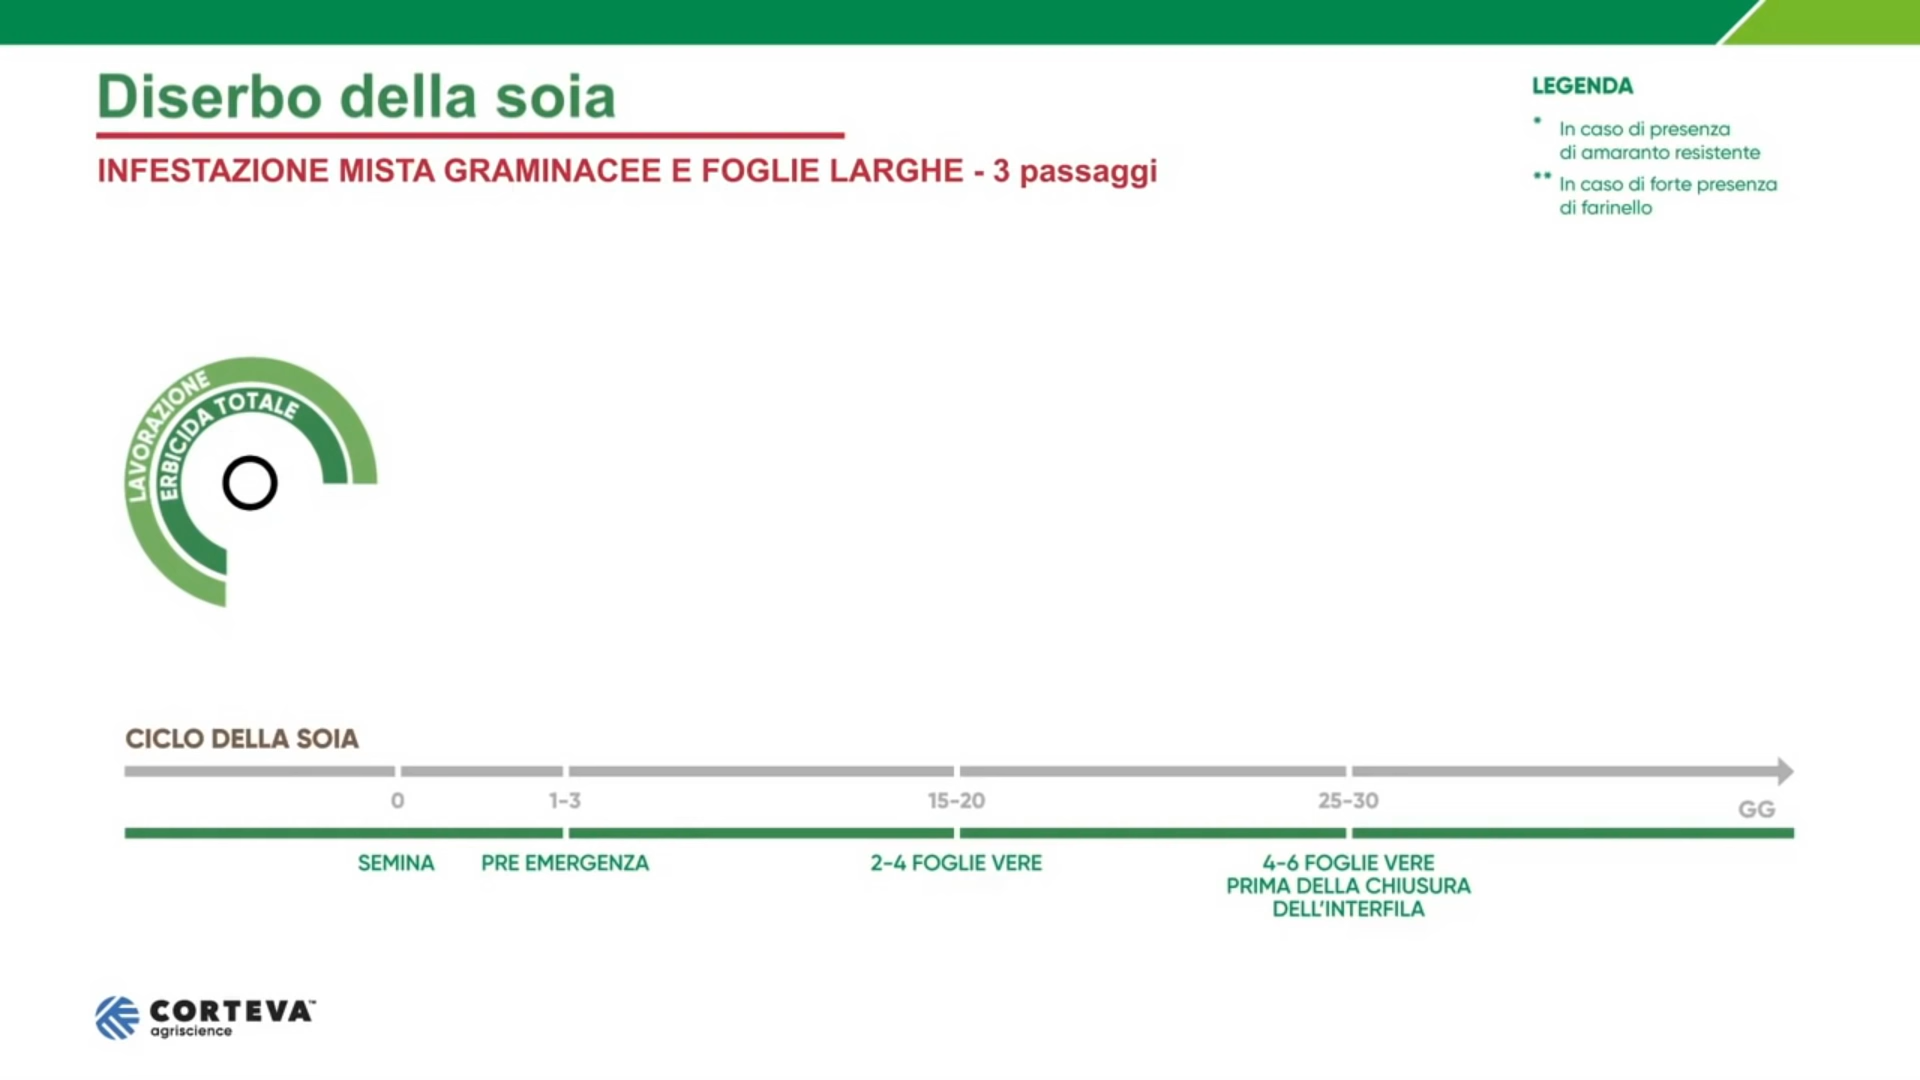 Diserbo della soia
INFESTAZIONE MISTA GRAMINACEE E FOGLIE LARGHE - 3 passaggi
LEGENDA
* In caso di presenza
di amaranto resistente
** In caso di forte presenza
di farinello
LAVORAZIONE
ERBICIDA TOTALE
CICLO DELLA SOIA
0 1-3 15-20 25-30 GG
SEMINA PRE EMERGENZA 2-4 FOGLIE VERE 4-6 FOGLIE VERE
PRIMA DELLA CHIUSURA
DELL'INTERFILA
CORTEVA™
agriscience